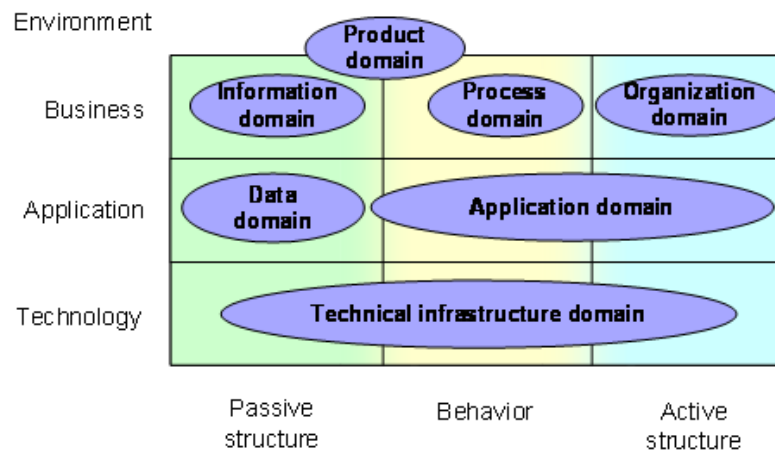 Environment
Product
domain
Business
Information
domain
Process
domain
Organization
domain
Application
Data
domain
Application domain
Technology
Technical infrastructure domain
Passive
structure
Behavior
Active
structure